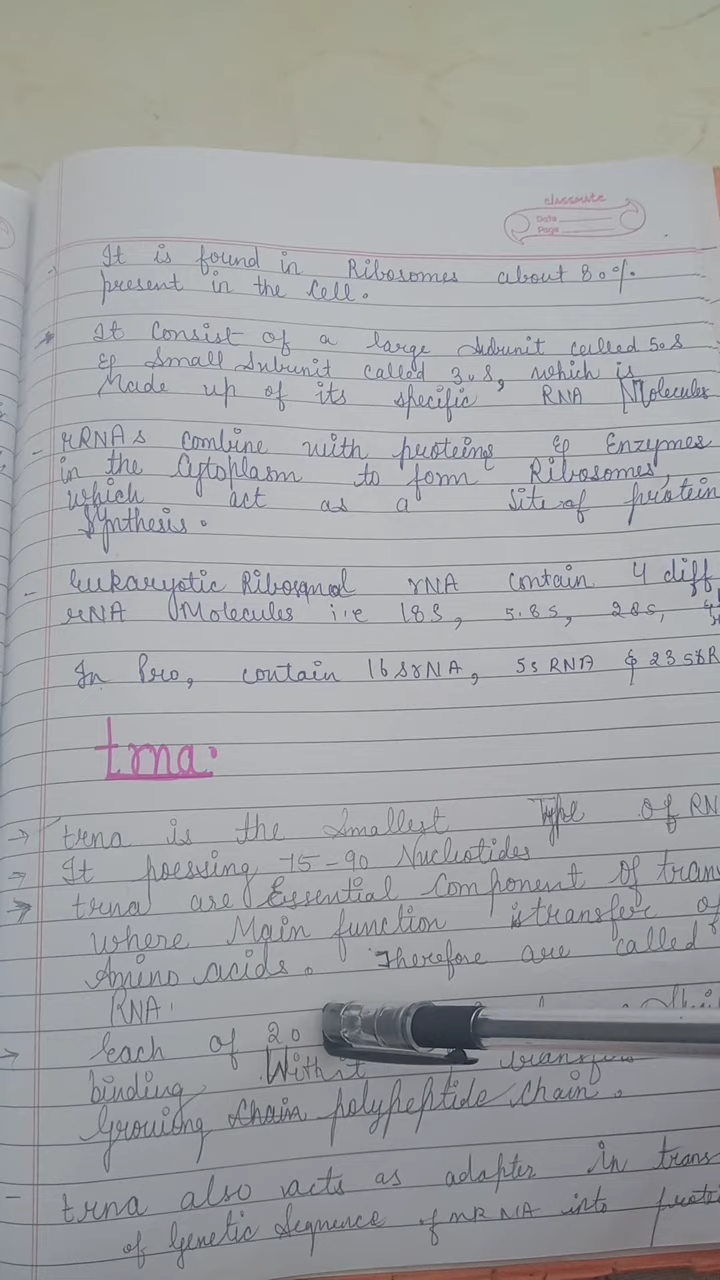 classmate
Date
Page
It is found in Ribosomes about 80%
present in the Cell.
It Consist of a large Subunit called 50S
& Small Subunit called 30S, which is
Made up of its specific RNA Molecules
rRNAs combine with proteins & Enzymes
in the Cytoplasm to form Ribosomes,
which act as a site of protein
Synthesis.
Eukaryotic Ribosomal rNA contain 4 diff
rRNA Molecules i.e 18S, 5.8S, 28S,
In Pro, contain 16SrNA, 5s RNA & 23S
trna:
→ trna is the Smallest Type of RN
→ It 75-90 Nucleotides
→ trna are Essential Component of trans
where Main function is transfer of
Amino acids. Therefore are called
RNA.
→ Each of 20
binding With it
Growing chain polypeptide chain.
- trna also acts as adapter in trans
of Genetic Sequence of mRNA into prote